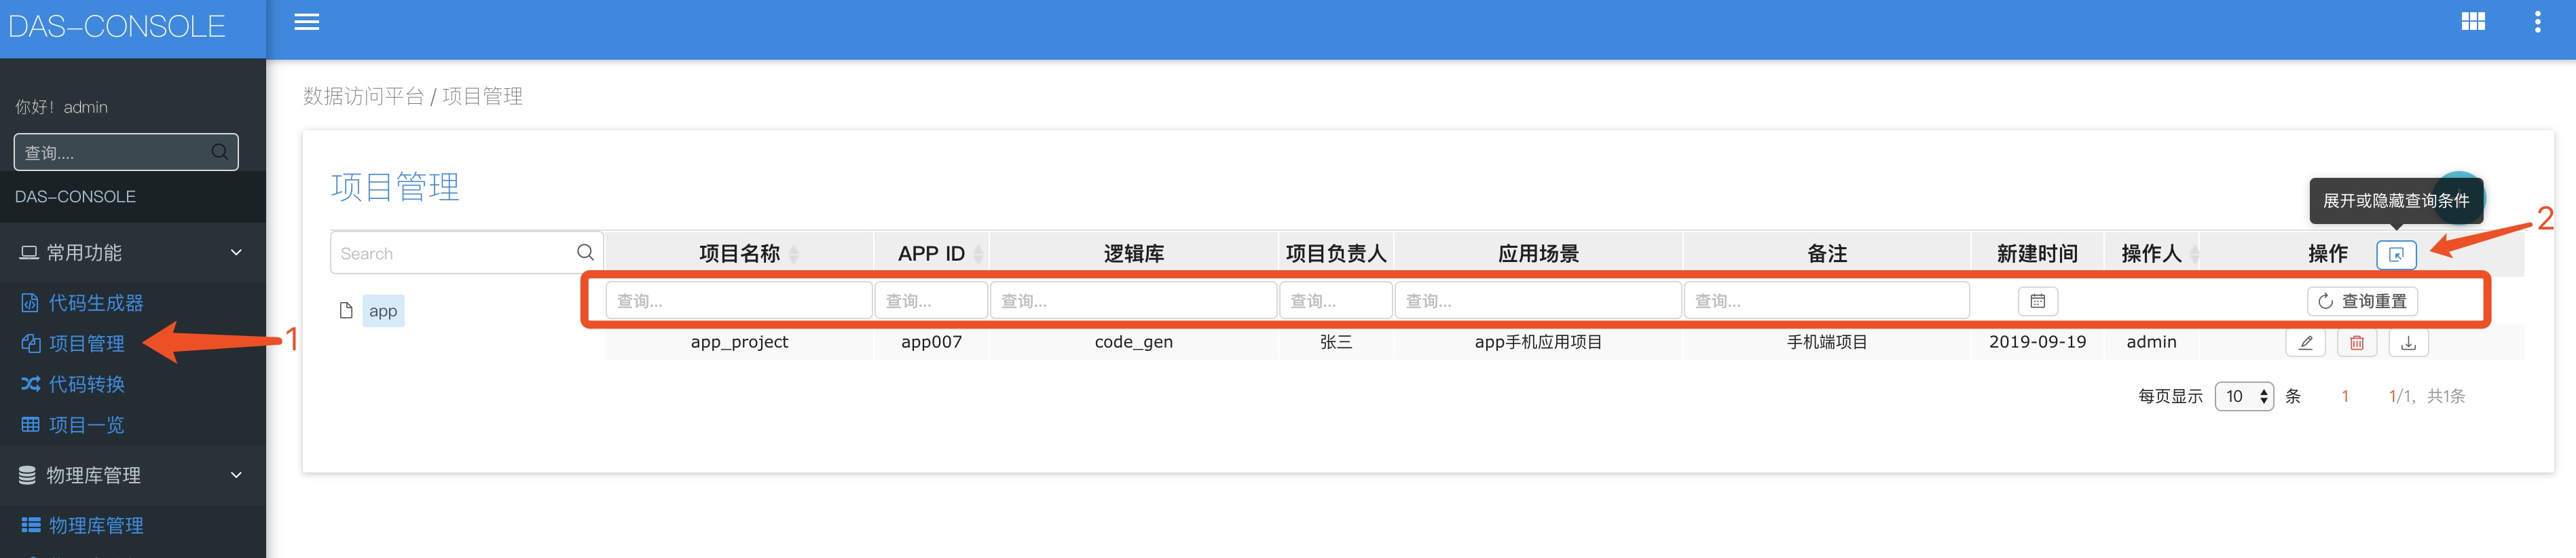 DAS-CONSOLE
你好！admin
查询....
DAS-CONSOLE
常用功能
代码生成器
项目管理
1
代码转换
项目一览
物理库管理
物理库管理
数据访问平台 / 项目管理
项目管理
展开或隐藏查询条件
2
Search
项目名称 APP ID 逻辑库 项目负责人 应用场景 备注 新建时间 操作人 操作
查询... 查询... 查询... 查询... 查询... 查询... 查询重置
app
app_project app007 code_gen 张三 app手机应用项目 手机端项目 2019-09-19 admin
每页显示 10 条 1 1/1, 共1条